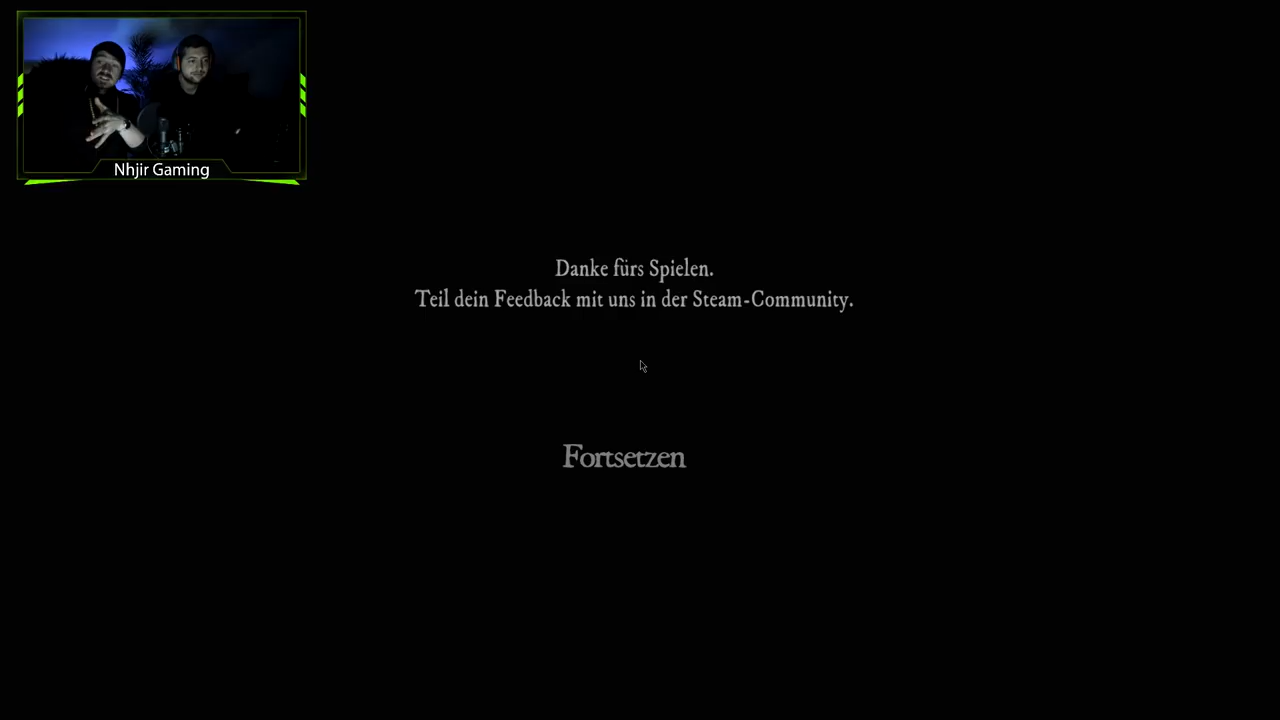 Nhjir Gaming
Danke fürs Spielen.
Teil dein Feedback mit uns in der Steam-Community.
Fortsetzen